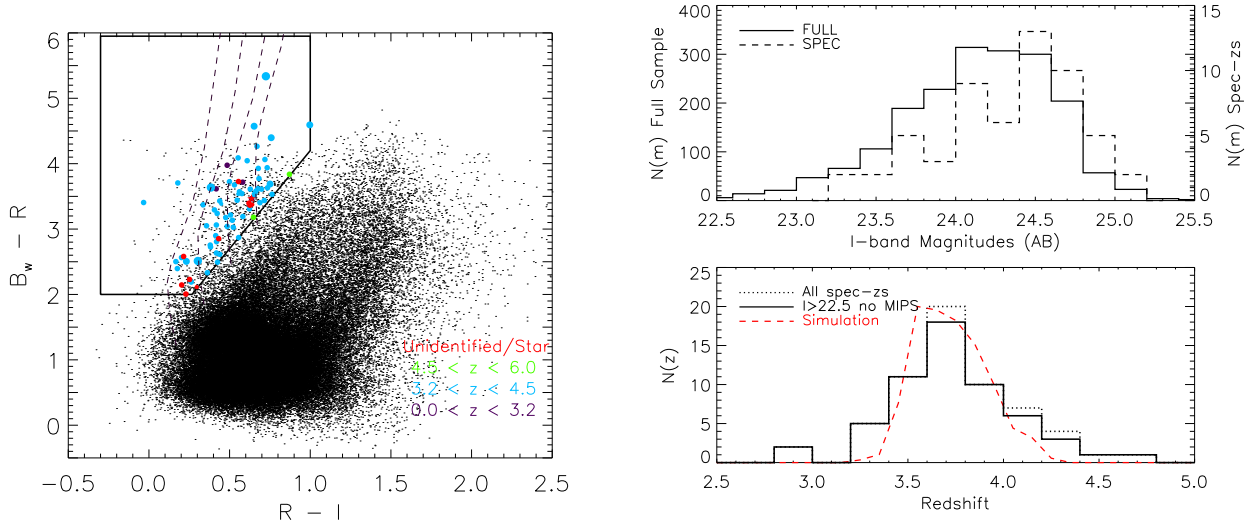 6
5
4
3
2
1
0
B_w - R
Unidentified/Star
4.5 < z < 6.0
3.2 < z < 4.5
0.0 < z < 3.2
-0.5 0.0 0.5 1.0 1.5 2.0 2.5
R - I
400
300
200
100
0
N(m) Full Sample
FULL
SPEC
15
10
5
0
N(m) Spec-zs
22.5 23.0 23.5 24.0 24.5 25.0 25.5
I-band Magnitudes (AB)
25
20
15
10
5
0
N(z)
All spec-zs
I>22.5 no MIPS
Simulation
2.5 3.0 3.5 4.0 4.5 5.0
Redshift